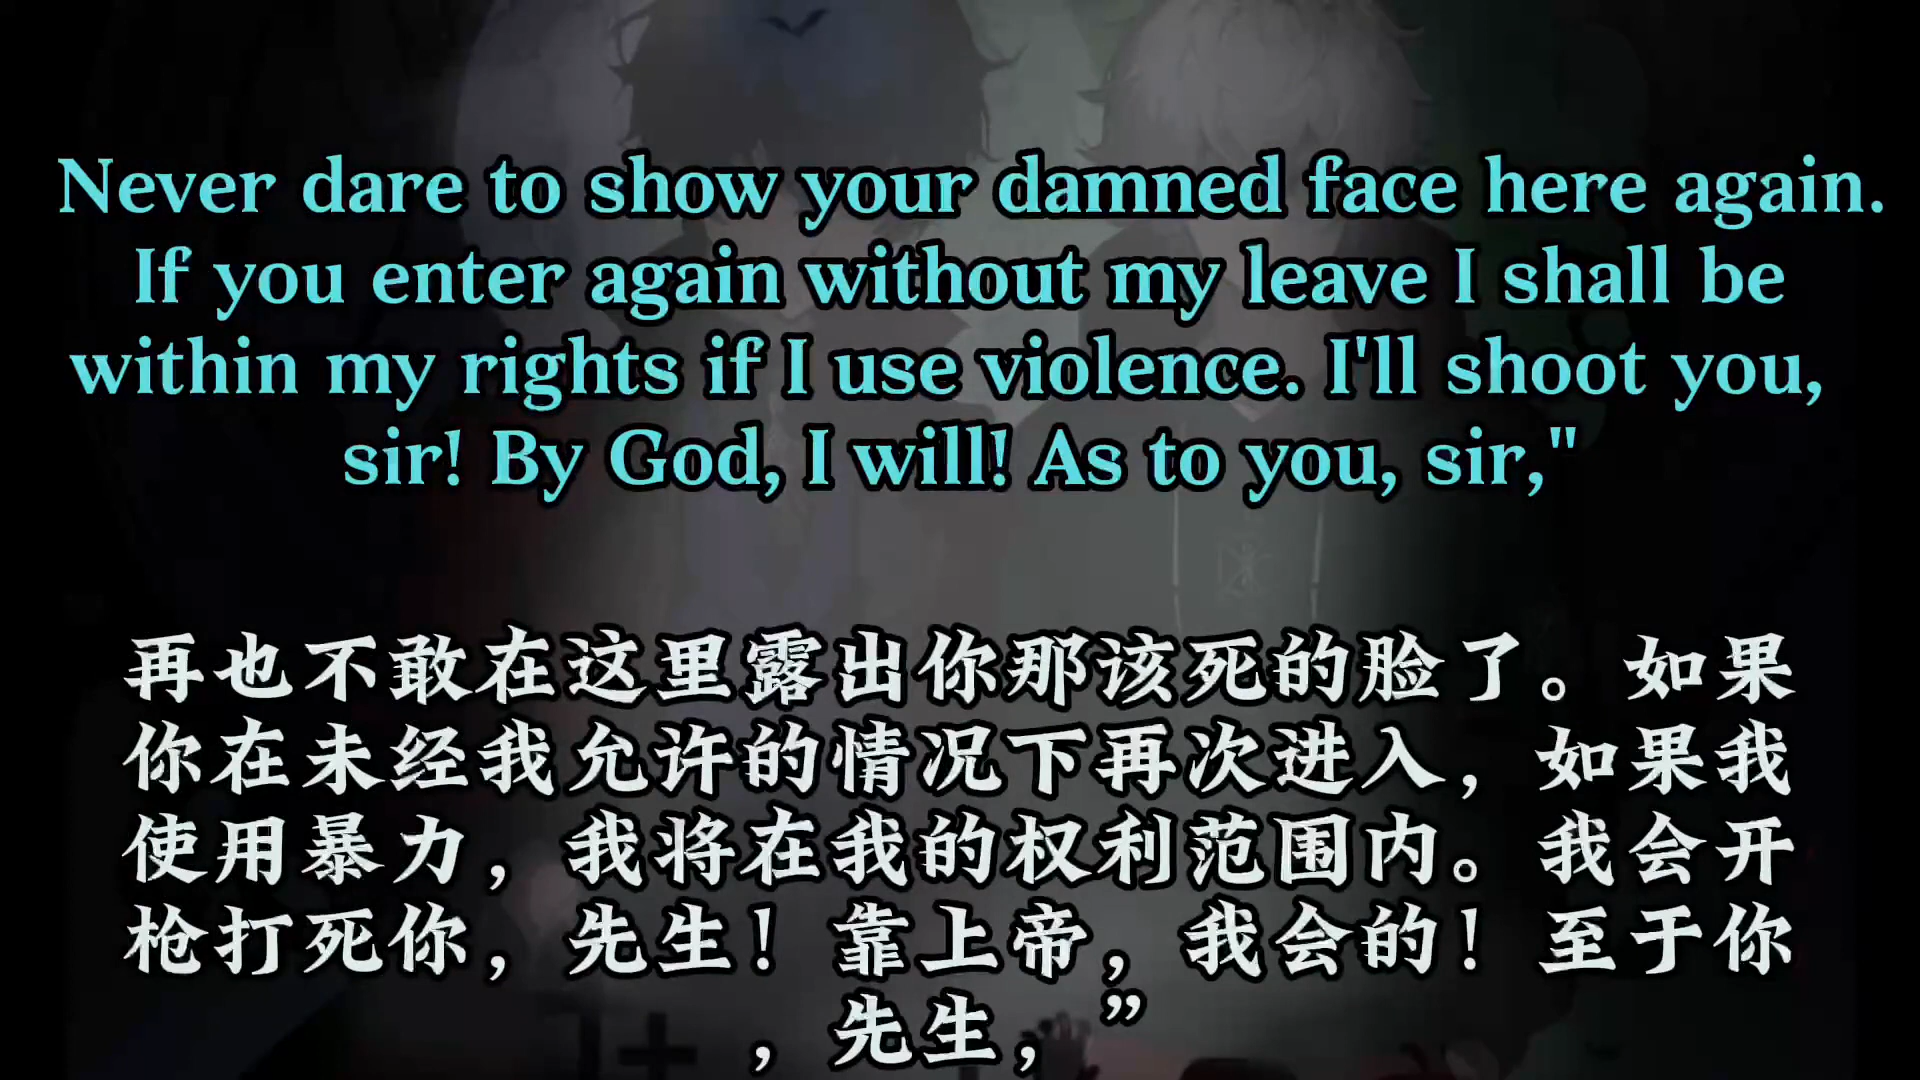 Never dare to show your damned face here again.
If you enter again without my leave I shall be
within my rights if I use violence. I'll shoot you,
sir! By God, I will! As to you, sir,"
再也不敢在这里露出你那该死的脸了。如果
你在未经我允许的情况下再次进入，如果我
使用暴力，我将在我的权利范围内。我会开
枪打死你，先生！靠上帝，我会的！至于你
，先生，”